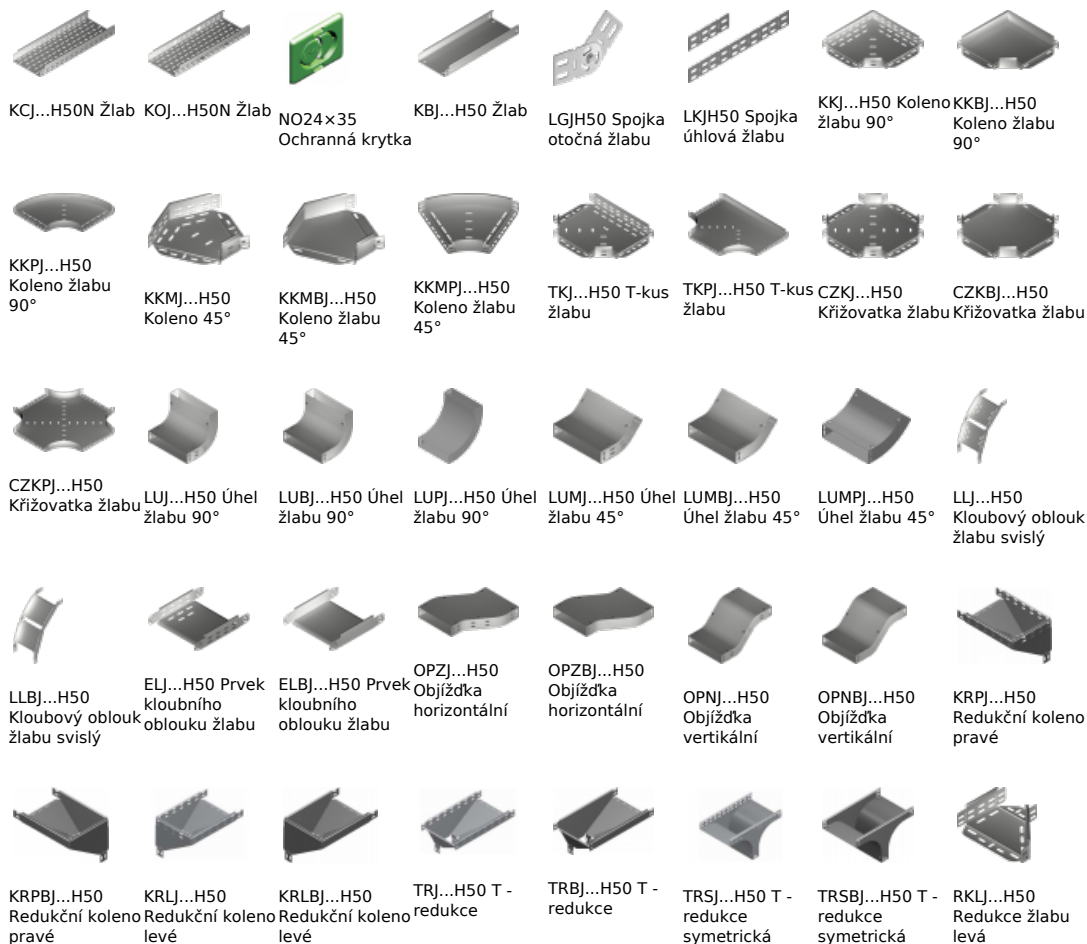 KCJ...H50N Žlab
KOJ...H50N Žlab
NO24×35
Ochranná krytka
KBJ...H50 Žlab
LGJH50 Spojka
otočná žlabu
LKJH50 Spojka
úhlová žlabu
KKJ...H50 Koleno
žlabu 90°
KKBJ...H50
Koleno žlabu
90°
KKPJ...H50
Koleno žlabu
90°
KKMJ...H50
Koleno 45°
KKMBJ...H50
Koleno žlabu
45°
KKMPJ...H50
Koleno žlabu
45°
TKJ...H50 T-kus
žlabu
TKPJ...H50 T-kus
žlabu
CZKJ...H50
Křižovatka žlabu
CZKBJ...H50
Křižovatka žlabu
CZKPJ...H50
Křižovatka žlabu
LUJ...H50 Úhel
žlabu 90°
LUBJ...H50 Úhel
žlabu 90°
LUPJ...H50 Úhel
žlabu 90°
LUMJ...H50 Úhel
žlabu 45°
LUMBJ...H50
Úhel žlabu 45°
LUMPJ...H50
Úhel žlabu 45°
LLJ...H50
Kloubový oblouk
žlabu svislý
LLBJ...H50
Kloubový oblouk
žlabu svislý
ELJ...H50 Prvek
kloubního
oblouku žlabu
ELBJ...H50 Prvek
kloubního
oblouku žlabu
OPZJ...H50
Objížďka
horizontální
OPZBJ...H50
Objížďka
horizontální
OPNJ...H50
Objížďka
vertikální
OPNBJ...H50
Objížďka
vertikální
KRPJ...H50
Redukční koleno
pravé
KRPBJ...H50
Redukční koleno
pravé
KRLJ...H50
Redukční koleno
levé
KRLBJ...H50
Redukční koleno
levé
TRJ...H50 T -
redukce
TRBJ...H50 T -
redukce
TRSJ...H50 T -
redukce
symetrická
TRSBJ...H50 T -
redukce
symetrická
RKLJ...H50
Redukce žlabu
levá